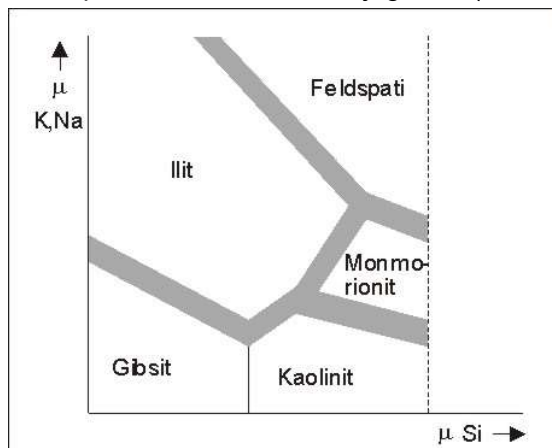 Feldspati
μ
K,Na
Ilit
Monmo-
rionit
Gibsit
Kaolinit
μ Si